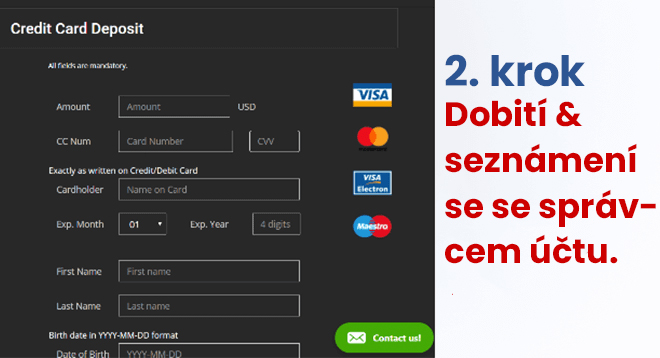 Credit Card Deposit
All fields are mandatory.
Amount Amount USD
VISA
CC Num Card Number CVV
Exactly as written on Credit/Debit Card
Cardholder Name on Card
VISA
Electron
Exp. Month 01 Exp. Year 4 digits
Maestro
First Name First name
Last Name Last name
Birth date in YYYY-MM-DD format
Date of Birth YYYY-MM-DD
Contact us!
2. krok
Dobití &
seznámení
se se správ-
cem účtu.